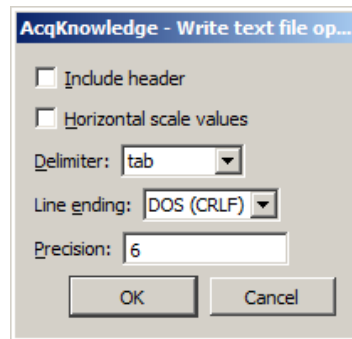 AcqKnowledge - Write text file op...
Include header
Horizontal scale values
Delimiter: tab
Line ending: DOS (CRLF)
Precision: 6
OK Cancel